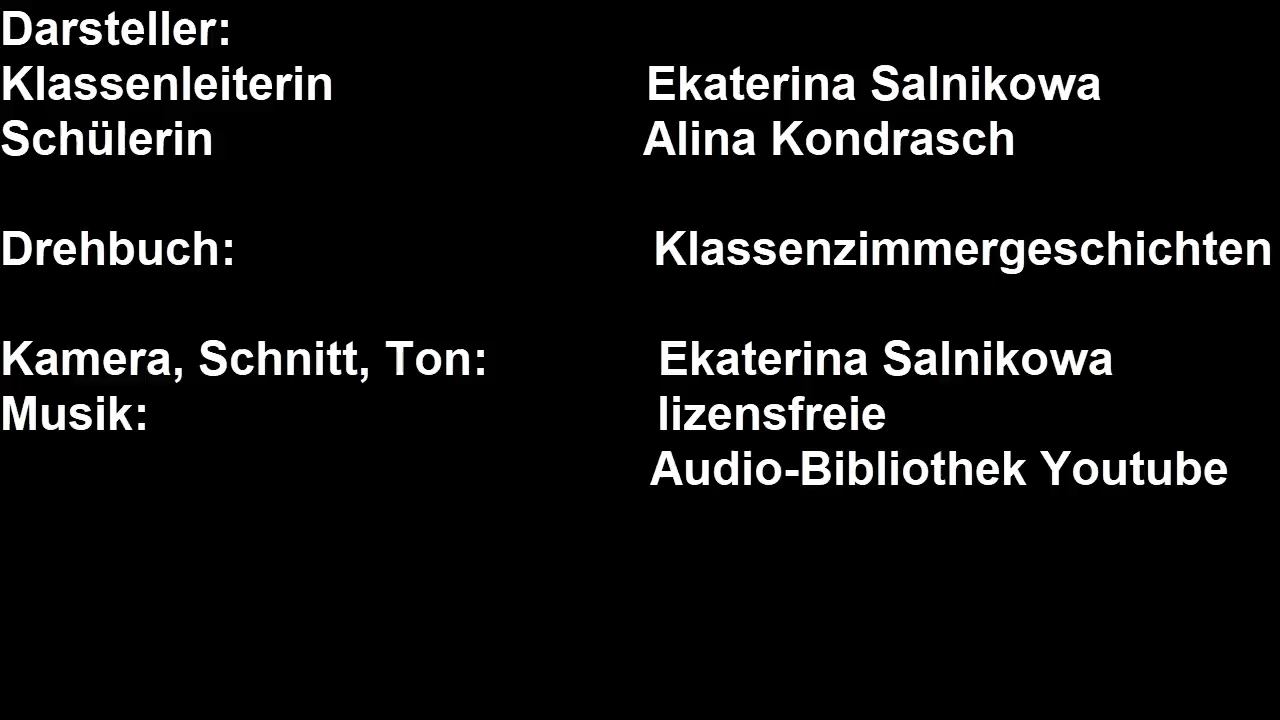 Darsteller:
Klassenleiterin Ekaterina Salnikowa
Schülerin Alina Kondrasch
Drehbuch: Klassenzimmergeschichten
Kamera, Schnitt, Ton: Ekaterina Salnikowa
Musik: lizensfreie
Audio-Bibliothek Youtube